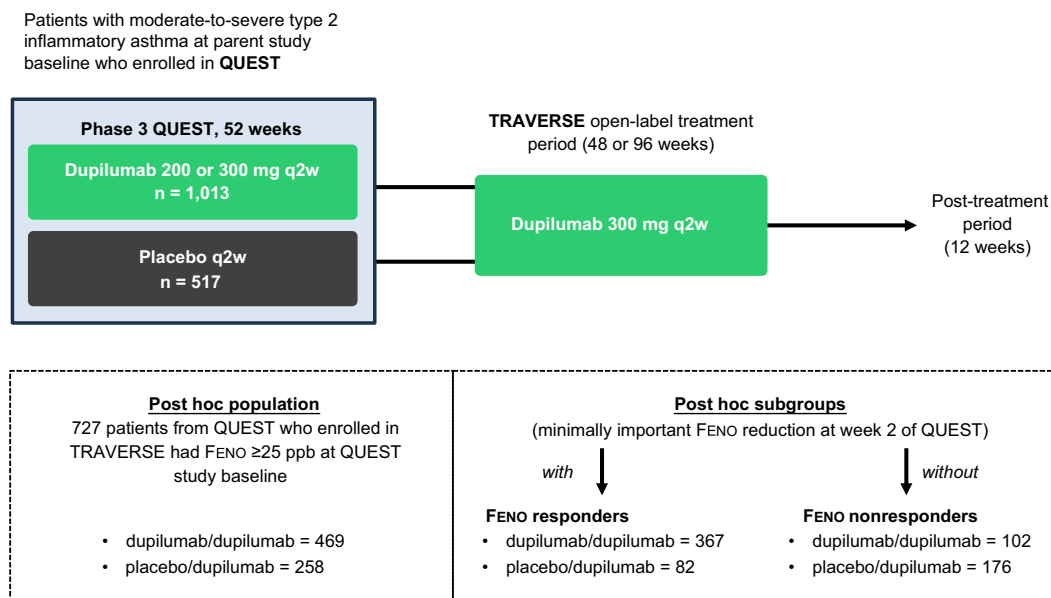 Patients with moderate-to-severe type 2
inflammatory asthma at parent study
baseline who enrolled in QUEST
Phase 3 QUEST, 52 weeks
Dupilumab 200 or 300 mg q2w
n = 1,013
Placebo q2w
n = 517
TRAVERSE open-label treatment
period (48 or 96 weeks)
Dupilumab 300 mg q2w
Post-treatment
period
(12 weeks)
Post hoc population
727 patients from QUEST who enrolled in
TRAVERSE had FENO ≥25 ppb at QUEST
study baseline
• dupilumab/dupilumab = 469
• placebo/dupilumab = 258
Post hoc subgroups
(minimally important FENO reduction at week 2 of QUEST)
with
without
FENO responders
• dupilumab/dupilumab = 367
• placebo/dupilumab = 82
FENO nonresponders
• dupilumab/dupilumab = 102
• placebo/dupilumab = 176